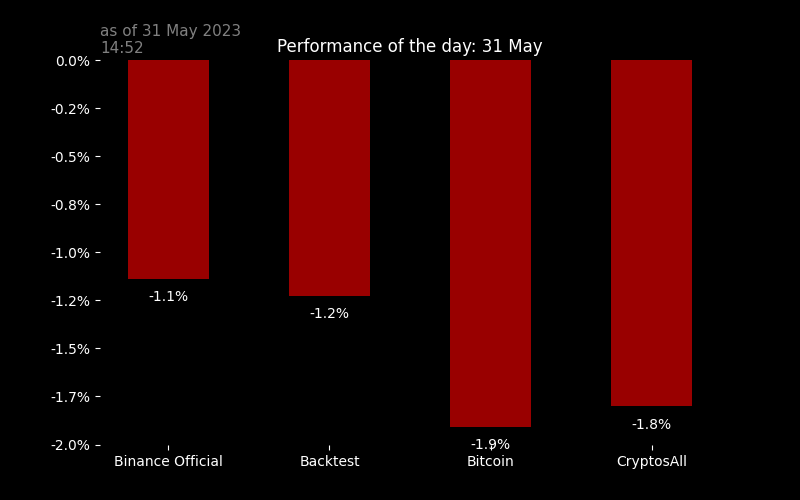 as of 31 May 2023
14:52
Performance of the day: 31 May
0.0%
-0.2%
-0.5%
-0.8%
-1.0%
-1.2%
-1.5%
-1.7%
-2.0%
-1.1%
-1.2%
-1.9%
-1.8%
Binance Official
Backtest
Bitcoin
CryptosAll